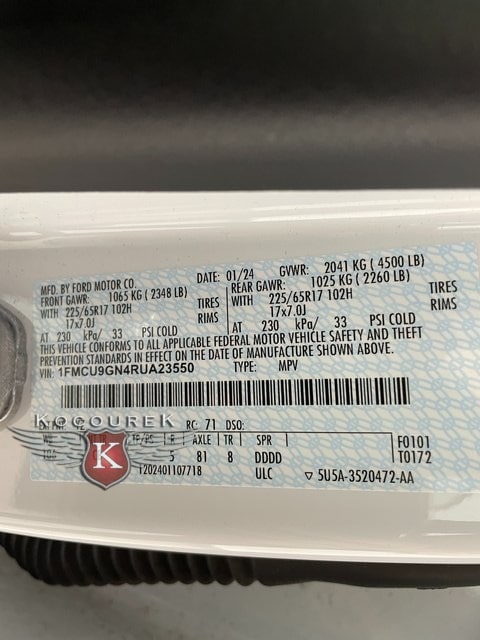 MFD. BY FORD MOTOR CO. DATE: 01/24 GVWR: 2041 KG ( 4500 LB)
FRONT GAWR: 1065 KG ( 2348 LB) REAR GAWR: 1025 KG ( 2260 LB)
WITH 225/65R17 102H TIRES WITH 225/65R17 102H TIRES
17x7.0J RIMS 17x7.0J RIMS
AT 230 kPa/ 33 PSI COLD AT 230 kPa/ 33 PSI COLD
THIS VEHICLE CONFORMS TO ALL APPLICABLE FEDERAL MOTOR VEHICLE SAFETY AND THEFT
PREVENTION STANDARDS IN EFFECT ON THE DATE OF MANUFACTURE SHOWN ABOVE.
VIN: 1FMCU9GN4RUA23550 TYPE: MPV
RC: 71 DSO:
KOCOUREK
K
R AXLE TR SPR F0101
5 81 8 DDDD T0172
T202401107718 ULC ▽ 5U5A-3520472-AA